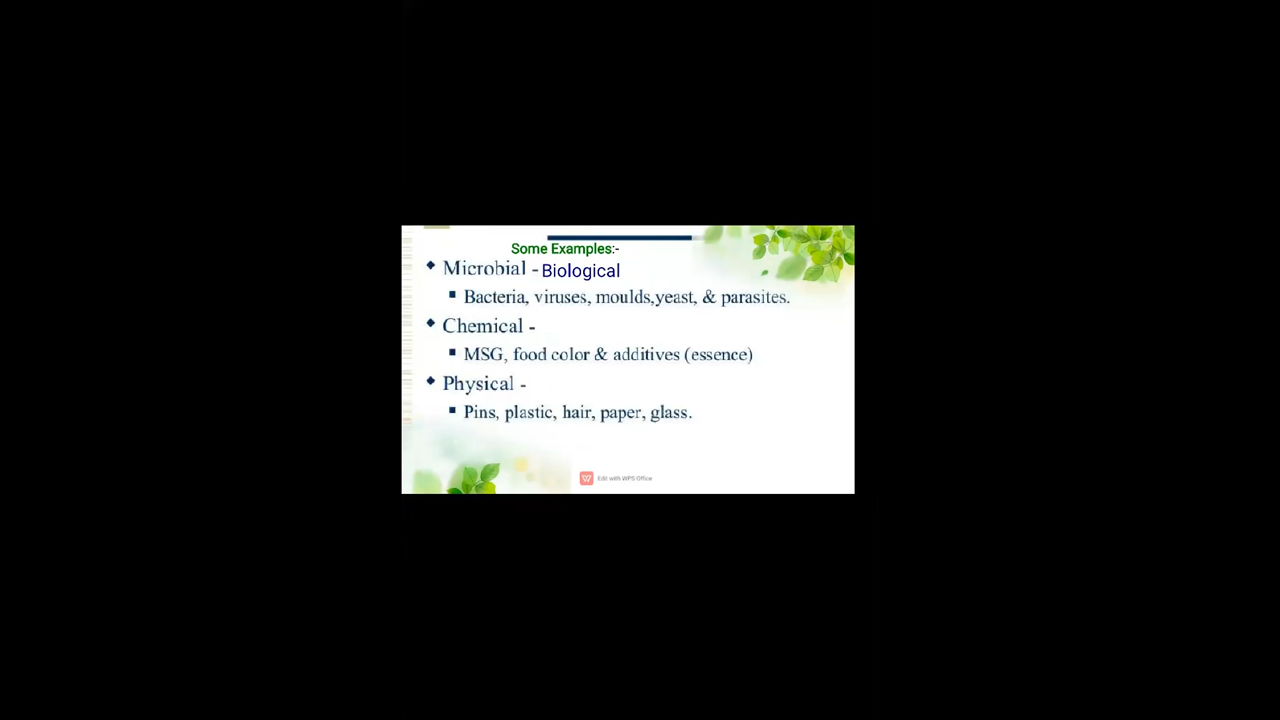 Some Examples:-
Microbial - Biological
Bacteria, viruses, moulds,yeast, & parasites.
Chemical -
MSG, food color & additives (essence)
Physical -
Pins, plastic, hair, paper, glass.
Edit with WPS Office